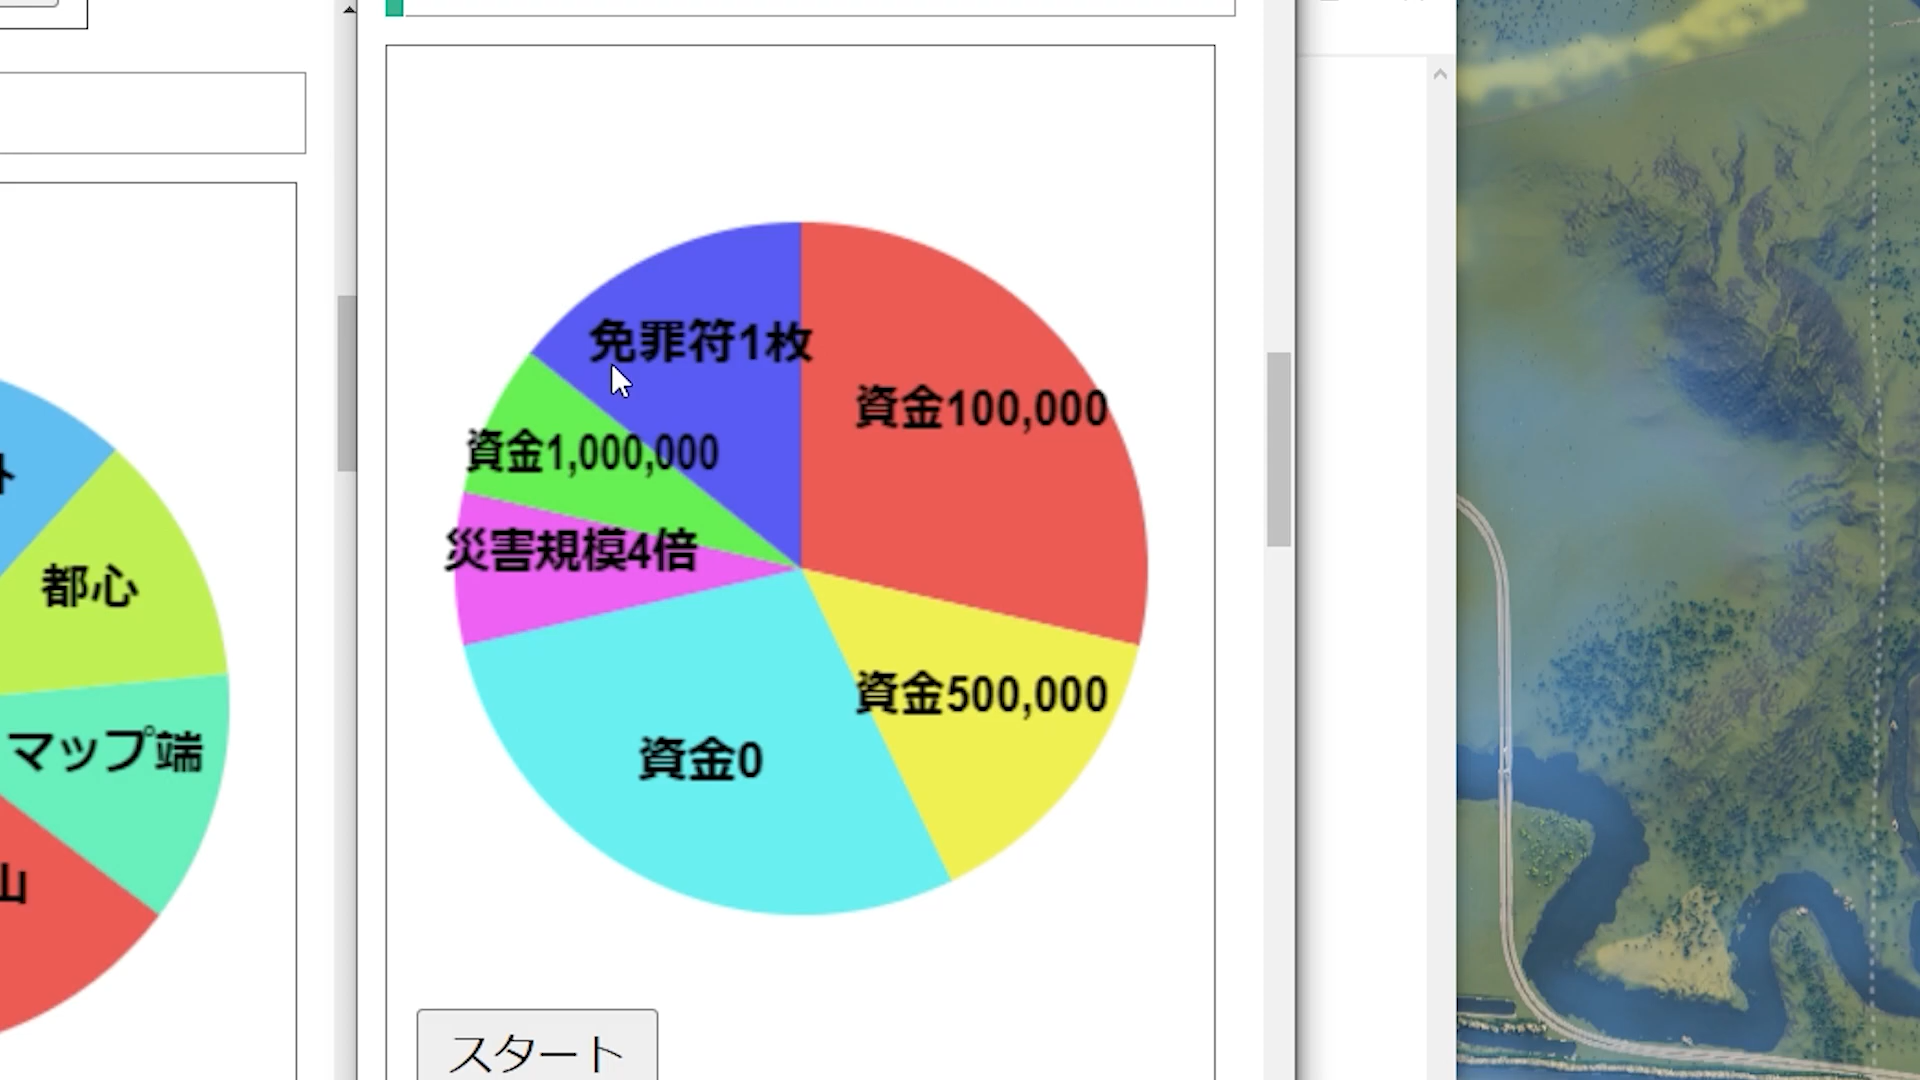 免罪符1枚
資金100,000
資金1,000,000
災害規模4倍
資金500,000
資金0
スタート
都心
マップ端
山